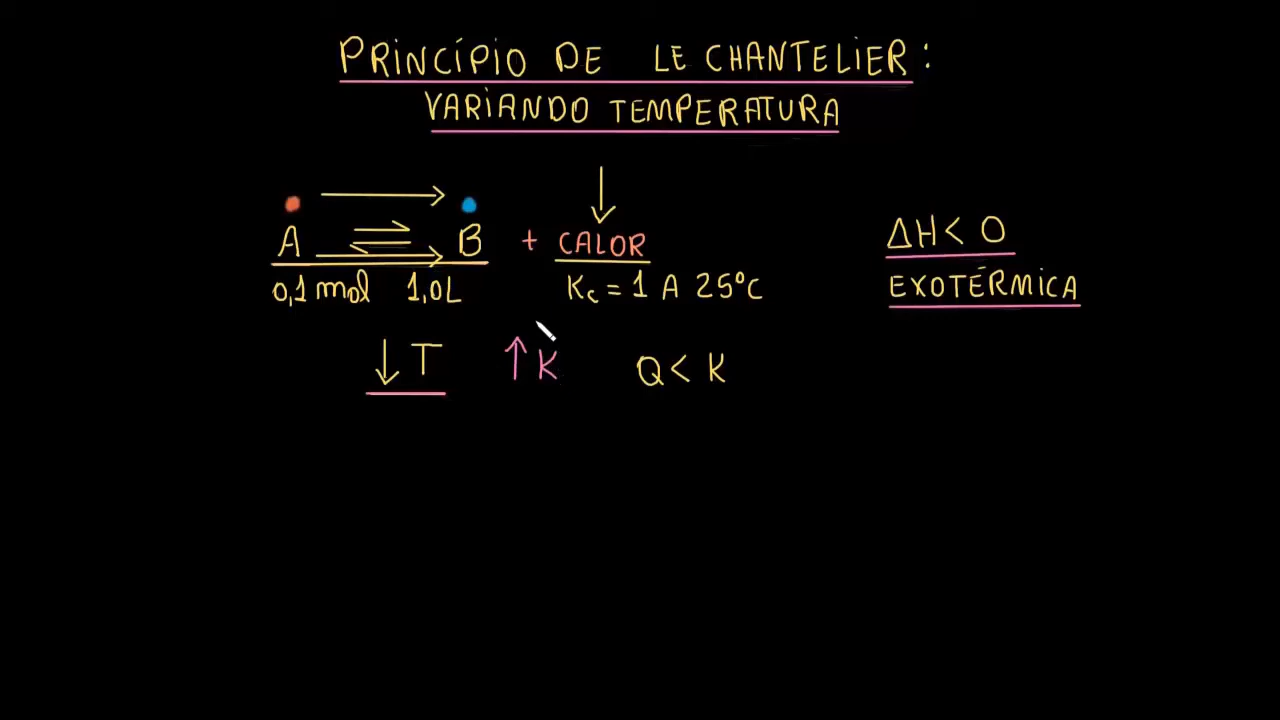 PRINCÍPIO DE LE CHANTELIER:
VARIANDO TEMPERATURA
A ⇌ B + CALOR
ΔH < 0
0,1 mol 1,0L Kc = 1 A 25°C
EXOTÉRMICA
↓ T ↑ K Q < K